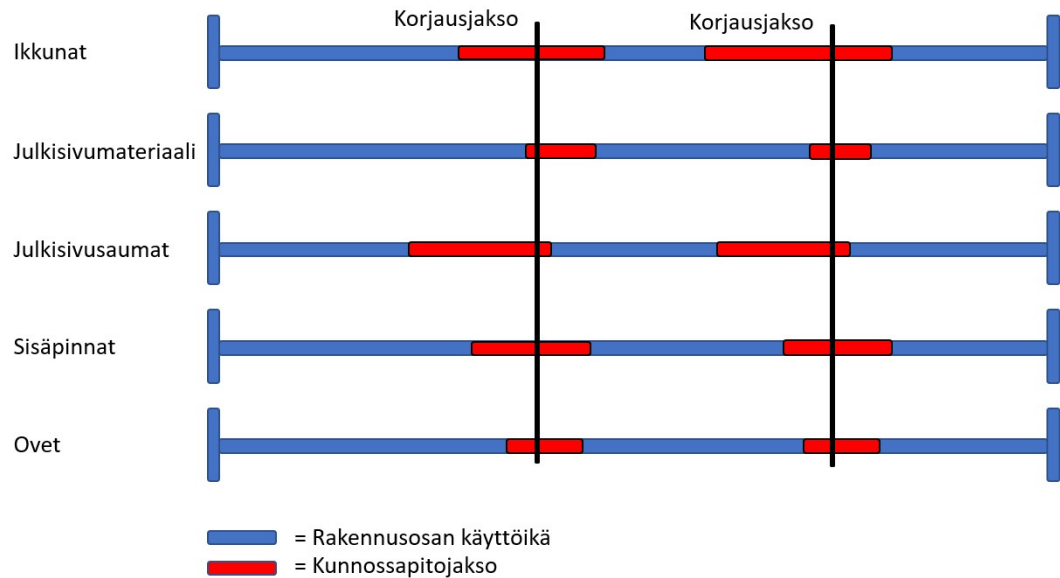 Korjausjakso
Korjausjakso
Ikkunat
Julkisivumateriaali
Julkisivusaumat
Sisäpinnat
Ovet
= Rakennusosan käyttöikä
= Kunnossapitojakso